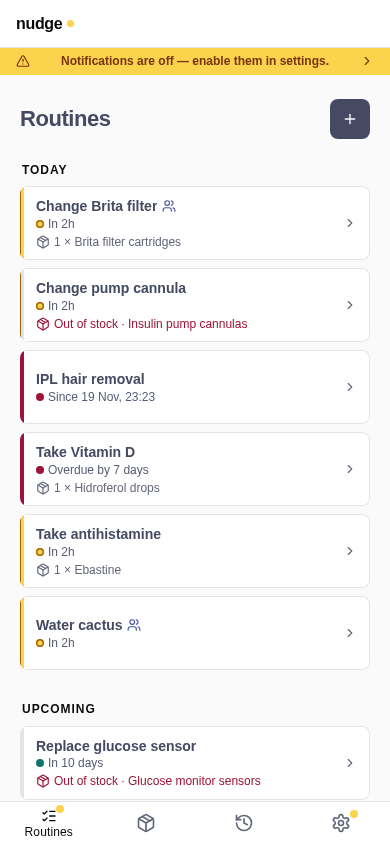 nudge
Notifications are off — enable them in settings.
Routines
TODAY
Change Brita filter
In 2h
1 × Brita filter cartridges
Change pump cannula
In 2h
Out of stock · Insulin pump cannulas
IPL hair removal
Since 19 Nov, 23:23
Take Vitamin D
Overdue by 7 days
1 × Hidroferol drops
Take antihistamine
In 2h
1 × Ebastine
Water cactus
In 2h
UPCOMING
Replace glucose sensor
In 10 days
Out of stock · Glucose monitor sensors
Routines